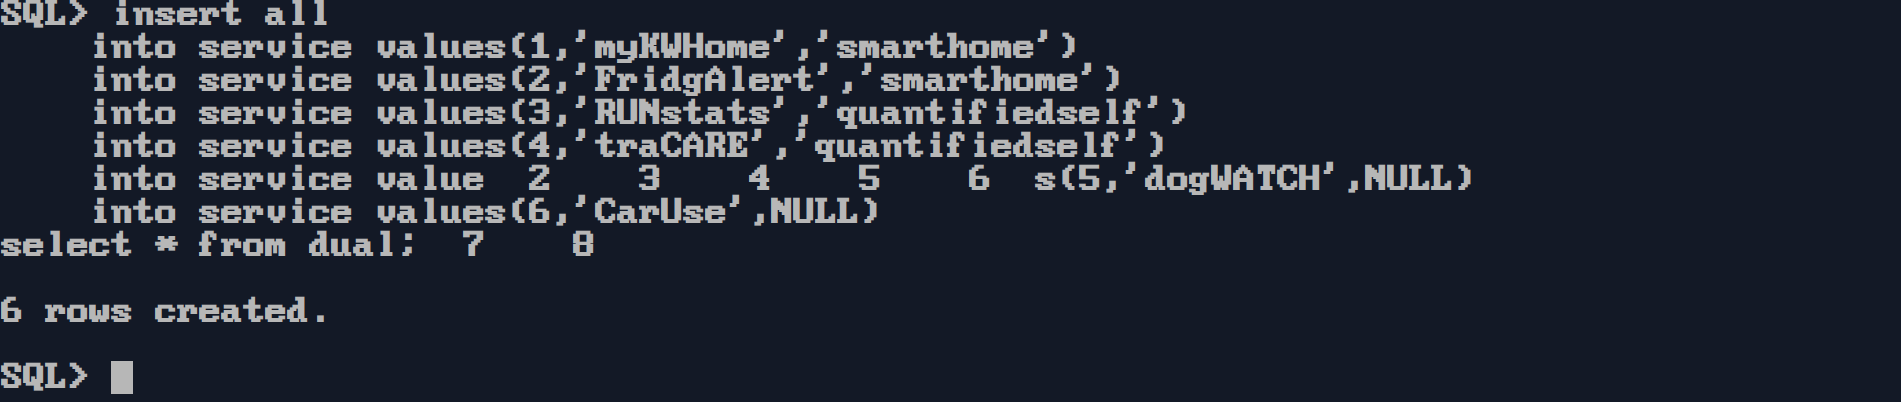 SQL> insert all
into service values(1,'myKWHome','smarthome')
into service values(2,'FridgAlert','smarthome')
into service values(3,'RUNstats','quantifiedself')
into service values(4,'traCARE','quantifiedself')
into service value  2    3    4    5    6  s(5,'dogWATCH',NULL)
into service values(6,'CarUse',NULL)
select * from dual;  7    8
6 rows created.
SQL>